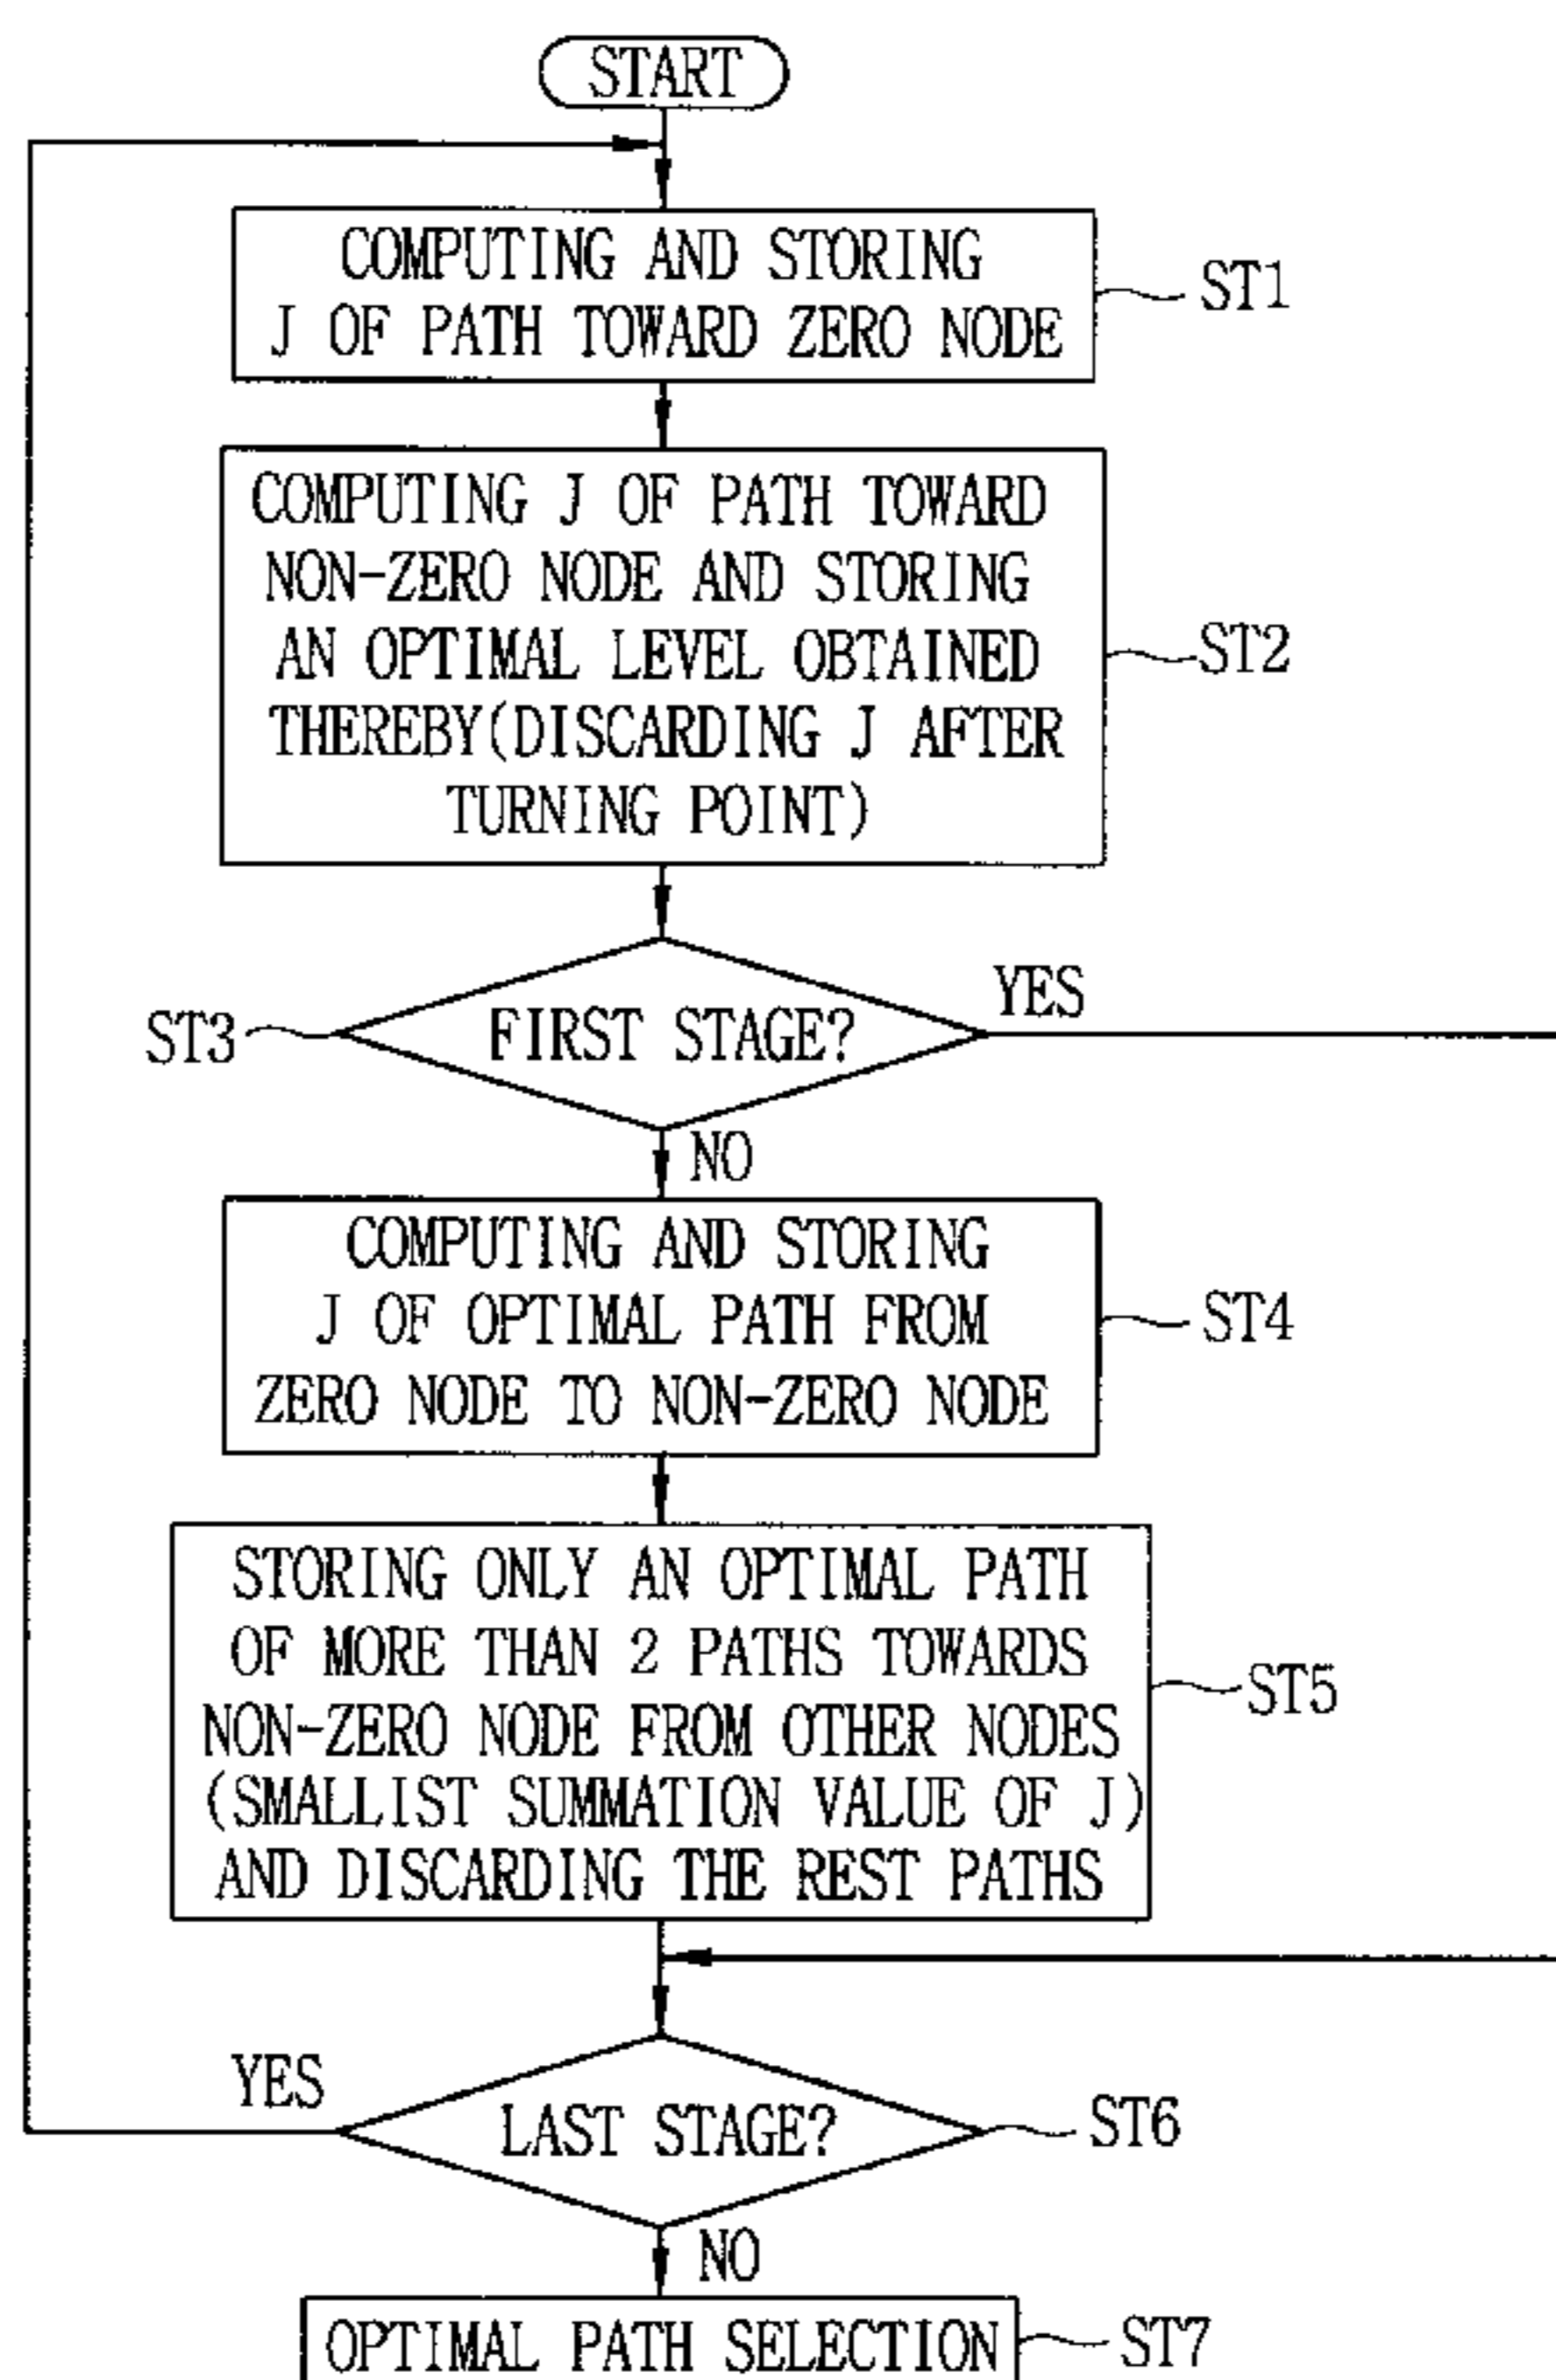 START
COMPUTING AND STORING
J OF PATH TOWARD ZERO NODE
ST1
COMPUTING J OF PATH TOWARD
NON-ZERO NODE AND STORING
AN OPTIMAL LEVEL OBTAINED
THEREBY(DISCARDING J AFTER
TURNING POINT)
ST2
FIRST STAGE?
ST3
YES
NO
COMPUTING AND STORING
J OF OPTIMAL PATH FROM
ZERO NODE TO NON-ZERO NODE
ST4
STORING ONLY AN OPTIMAL PATH
OF MORE THAN 2 PATHS TOWARDS
NON-ZERO NODE FROM OTHER NODES
(SMALLIST SUMMATION VALUE OF J)
AND DISCARDING THE REST PATHS
ST5
YES
LAST STAGE?
ST6
NO
OPTIMAL PATH SELECTION
ST7